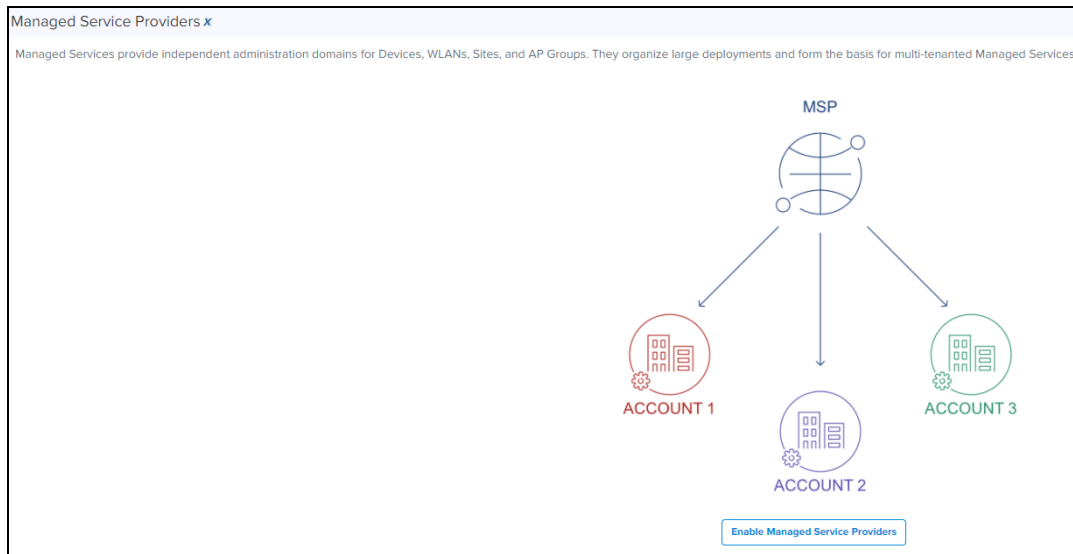 Managed Service Providers x
Managed Services provide independent administration domains for Devices, WLANs, Sites, and AP Groups. They organize large deployments and form the basis for multi-tenanted Managed Services
MSP
ACCOUNT 1
ACCOUNT 3
ACCOUNT 2
Enable Managed Service Providers